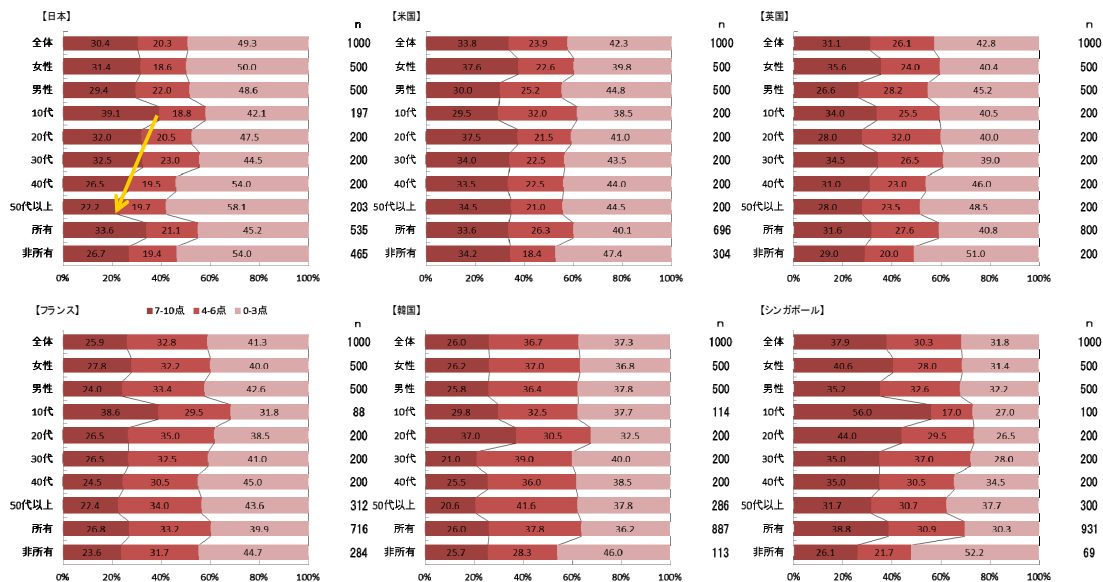 【日本】 n
全体 30.4 20.3 49.3 1000
女性 31.4 18.6 50.0 500
男性 29.4 22.0 48.6 500
10代 39.1 18.8 42.1 197
20代 32.0 20.5 47.5 200
30代 32.5 23.0 44.5 200
40代 26.5 19.5 54.0 200
50代以上 22.2 19.7 58.1 203
所有 33.6 21.1 45.2 535
非所有 26.7 19.4 54.0 465
0% 20% 40% 60% 80% 100%
【米国】 n
全体 33.8 23.9 42.3 1000
女性 37.6 22.6 39.8 500
男性 30.0 25.2 44.8 500
10代 29.5 32.0 38.5 200
20代 37.5 21.5 41.0 200
30代 34.0 22.5 43.5 200
40代 33.5 22.5 44.0 200
50代以上 34.5 21.0 44.5 200
所有 33.6 26.3 40.1 696
非所有 34.2 18.4 47.4 304
0% 20% 40% 60% 80% 100%
【英国】 n
全体 31.1 26.1 42.8 1000
女性 35.6 24.0 40.4 500
男性 26.6 28.2 45.2 500
10代 34.0 25.5 40.5 200
20代 28.0 32.0 40.0 200
30代 34.5 26.5 39.0 200
40代 31.0 23.0 46.0 200
50代以上 28.0 23.5 48.5 200
所有 31.6 27.6 40.8 800
非所有 29.0 20.0 51.0 200
0% 20% 40% 60% 80% 100%
【フランス】 7-10点 4-6点 0-3点 n
全体 25.9 32.8 41.3 1000
女性 27.8 32.2 40.0 500
男性 24.0 33.4 42.6 500
10代 38.6 29.5 31.8 88
20代 26.5 35.0 38.5 200
30代 26.5 32.5 41.0 200
40代 24.5 30.5 45.0 200
50代以上 22.4 34.0 43.6 312
所有 26.8 33.2 39.9 716
非所有 23.6 31.7 44.7 284
0% 20% 40% 60% 80% 100%
【韓国】 n
全体 26.0 36.7 37.3 1000
女性 26.2 37.0 36.8 500
男性 25.8 36.4 37.8 500
10代 29.8 32.5 37.7 114
20代 37.0 30.5 32.5 200
30代 21.0 39.0 40.0 200
40代 25.5 36.0 38.5 200
50代以上 20.6 41.6 37.8 286
所有 26.0 37.8 36.2 887
非所有 25.7 28.3 46.0 113
0% 20% 40% 60% 80% 100%
【シンガポール】 n
全体 37.9 30.3 31.8 1000
女性 40.6 28.0 31.4 500
男性 35.2 32.6 32.2 500
10代 56.0 17.0 27.0 100
20代 44.0 29.5 26.5 200
30代 35.0 37.0 28.0 200
40代 35.0 30.5 34.5 200
50代以上 31.7 30.7 37.7 300
所有 38.8 30.9 30.3 931
非所有 26.1 21.7 52.2 69
0% 20% 40% 60% 80% 100%